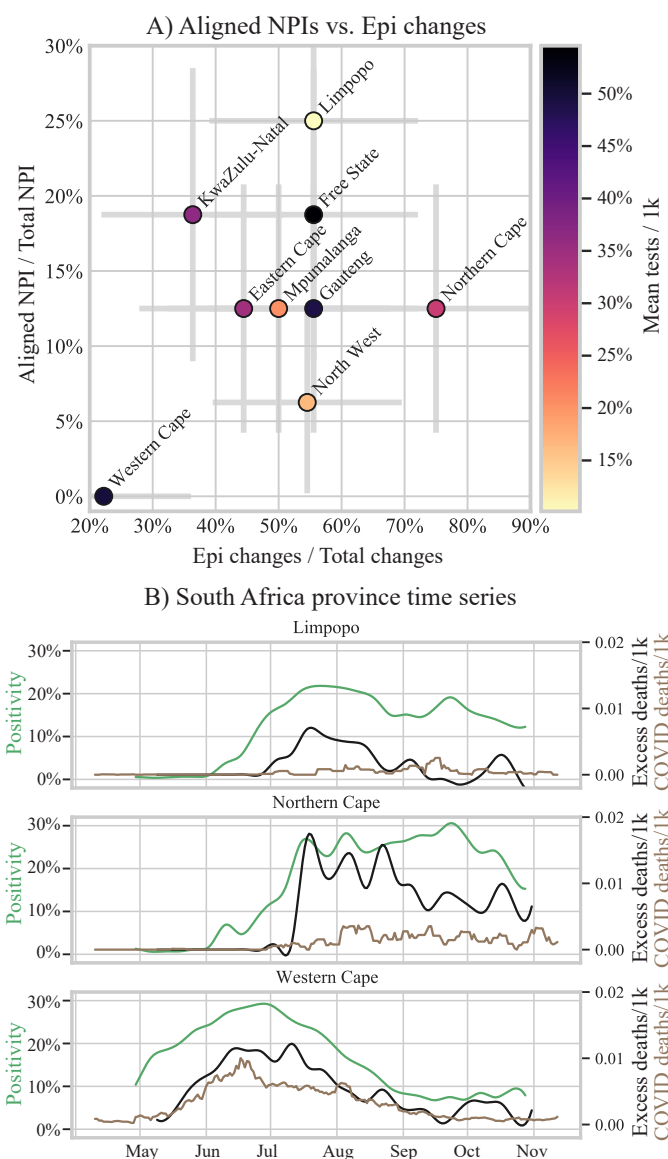 A) Aligned NPIs vs. Epi changes
30%
25%
20%
15%
10%
5%
0%
Aligned NPI / Total NPI
Limpopo
KwaZulu-Natal
Free State
Eastern Cape
Mpumalanga
Gauteng
Northern Cape
North West
Western Cape
20% 30% 40% 50% 60% 70% 80% 90%
Epi changes / Total changes
50%
45%
40%
35%
30%
25%
20%
15%
Mean tests / 1k
B) South Africa province time series
Limpopo
30%
20%
10%
0%
Positivity
0.02
0.01
0.00
Excess deaths/1k
COVID deaths/1k
Northern Cape
30%
20%
10%
0%
Positivity
0.02
0.01
0.00
Excess deaths/1k
COVID deaths/1k
Western Cape
30%
20%
10%
0%
Positivity
0.02
0.01
0.00
Excess deaths/1k
COVID deaths/1k
May Jun Jul Aug Sep Oct Nov